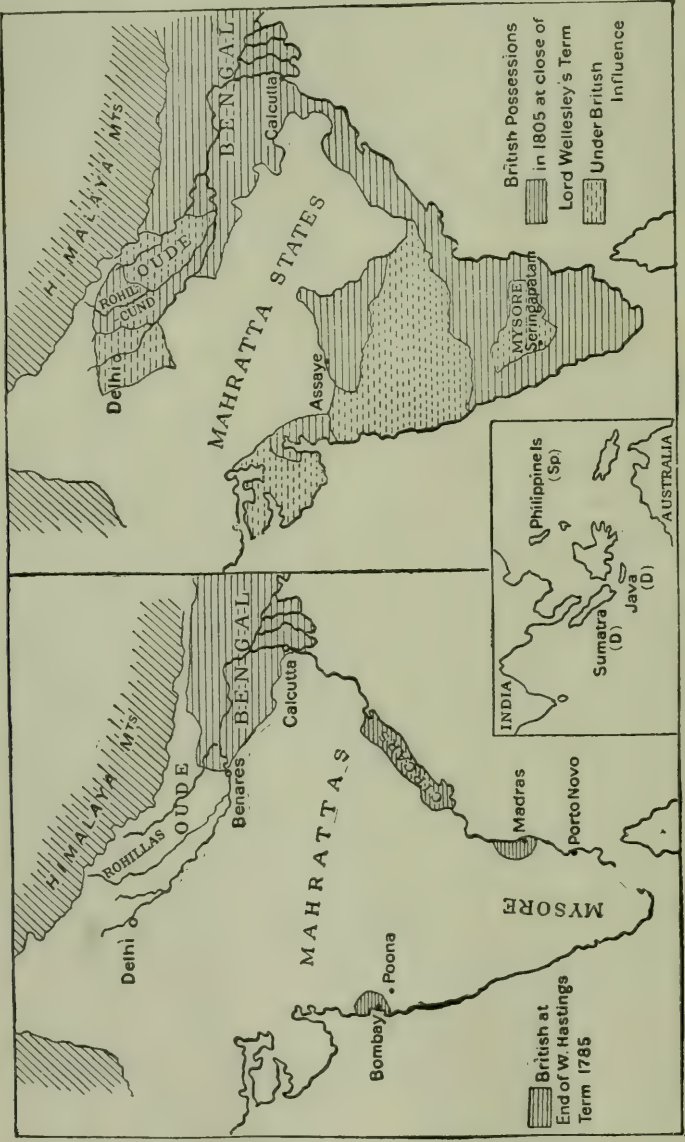 HIMALAYA MTS
Delhi
ROHILLAS
OUDE
Benares
B-E-N-G-A-L
Calcutta
MAHRATTAS
Bombay
Poona
Madras
Porto Novo
MYSORE
British at
End of W. Hastings
Term 1785
HIMALAYA MTS
Delhi
ROHIL
CUND
OUDE
B-E-N-G-A-L
Calcutta
MAHRATTA STATES
Assaye
MYSORE
Seringapatam
British Possessions
in 1805 at close of
Lord Wellesley's Term
Under British
Influence
INDIA
Philippine Is
(Sp.)
Sumatra
(D)
Java
(D)
AUSTRALIA